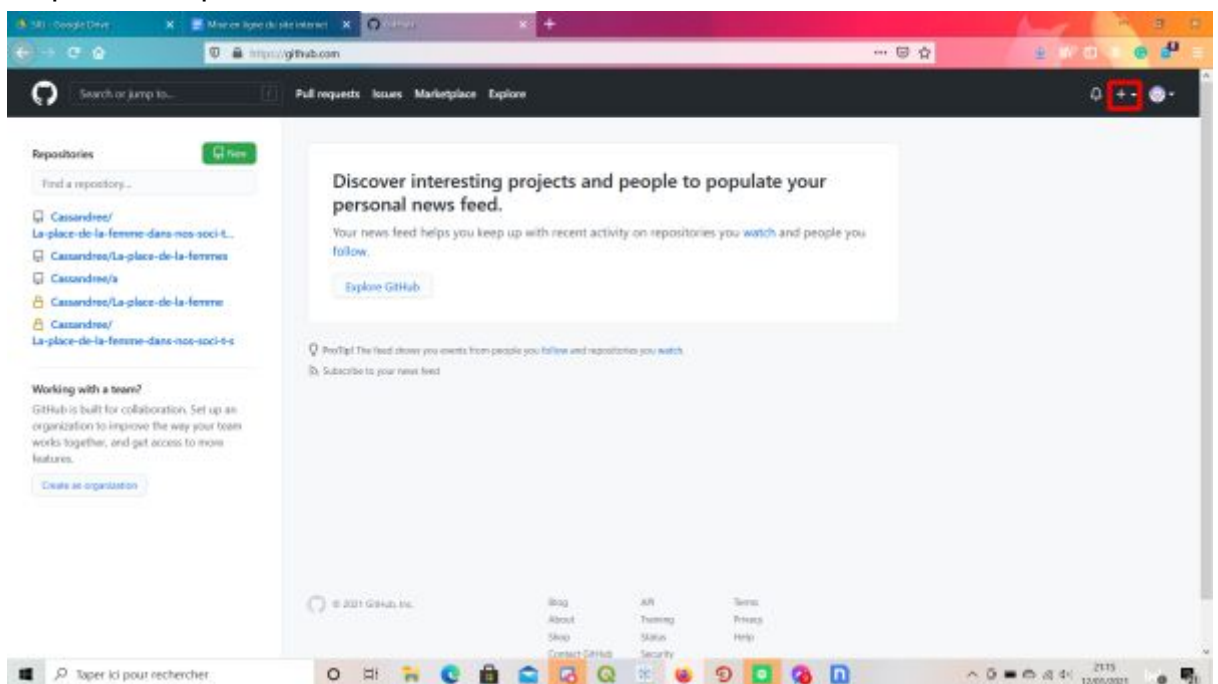 SRI - Google Drive
Mise en ligne du site internet
GitHub
https://github.com
Search or jump to...
Pull requests Issues Marketplace Explore
Repositories
New
Find a repository...
Cassandree/
La-place-de-la-femme-dans-nos-soci-t...
Cassandree/La-place-de-la-femmes
Cassandree/a
Cassandree/La-place-de-la-femme
Cassandree/
La-place-de-la-femme-dans-nos-soci-t-s
Working with a team?
GitHub is built for collaboration. Set up an
organization to improve the way your team
works together, and get access to more
features.
Create an organization
Discover interesting projects and people to populate your
personal news feed.
Your news feed helps you keep up with recent activity on repositories you watch and people you
follow.
Explore GitHub
ProTip! The feed shows you events from people you follow and repositories you watch
Subscribe to your news feed
© 2021 GitHub, Inc.
Blog
About
Shop
Contact GitHub
API
Training
Status
Security
Terms
Privacy
Help
Taper ici pour rechercher
21:15